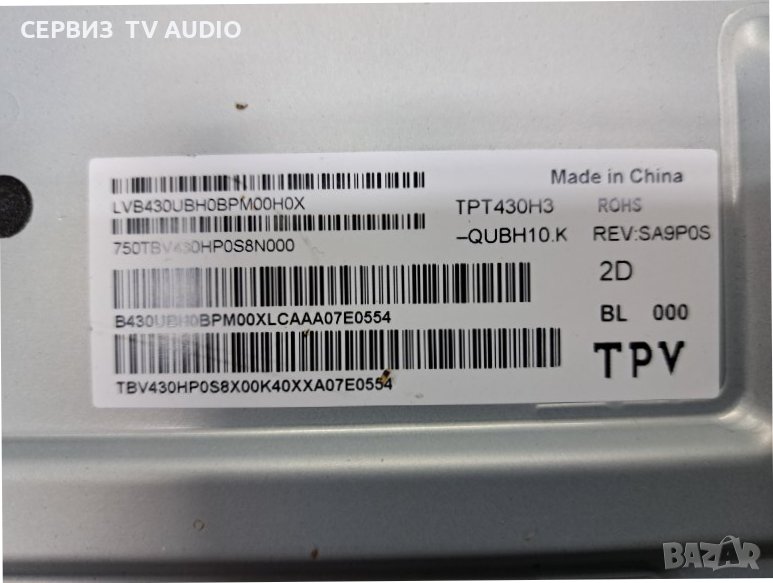 СЕРВИЗ TV AUDIO
Made in China
LVB430UBH0BPM00H0X
TPT430H3
ROHS
750TBV430HP0S8N000
-QUBH10.K
REV:SA9P0S
2D
B430UBH0BPM00XLCAAA07E0554
BL 000
TPV
TBV430HP0S8X00K40XXA07E0554
BAZAR